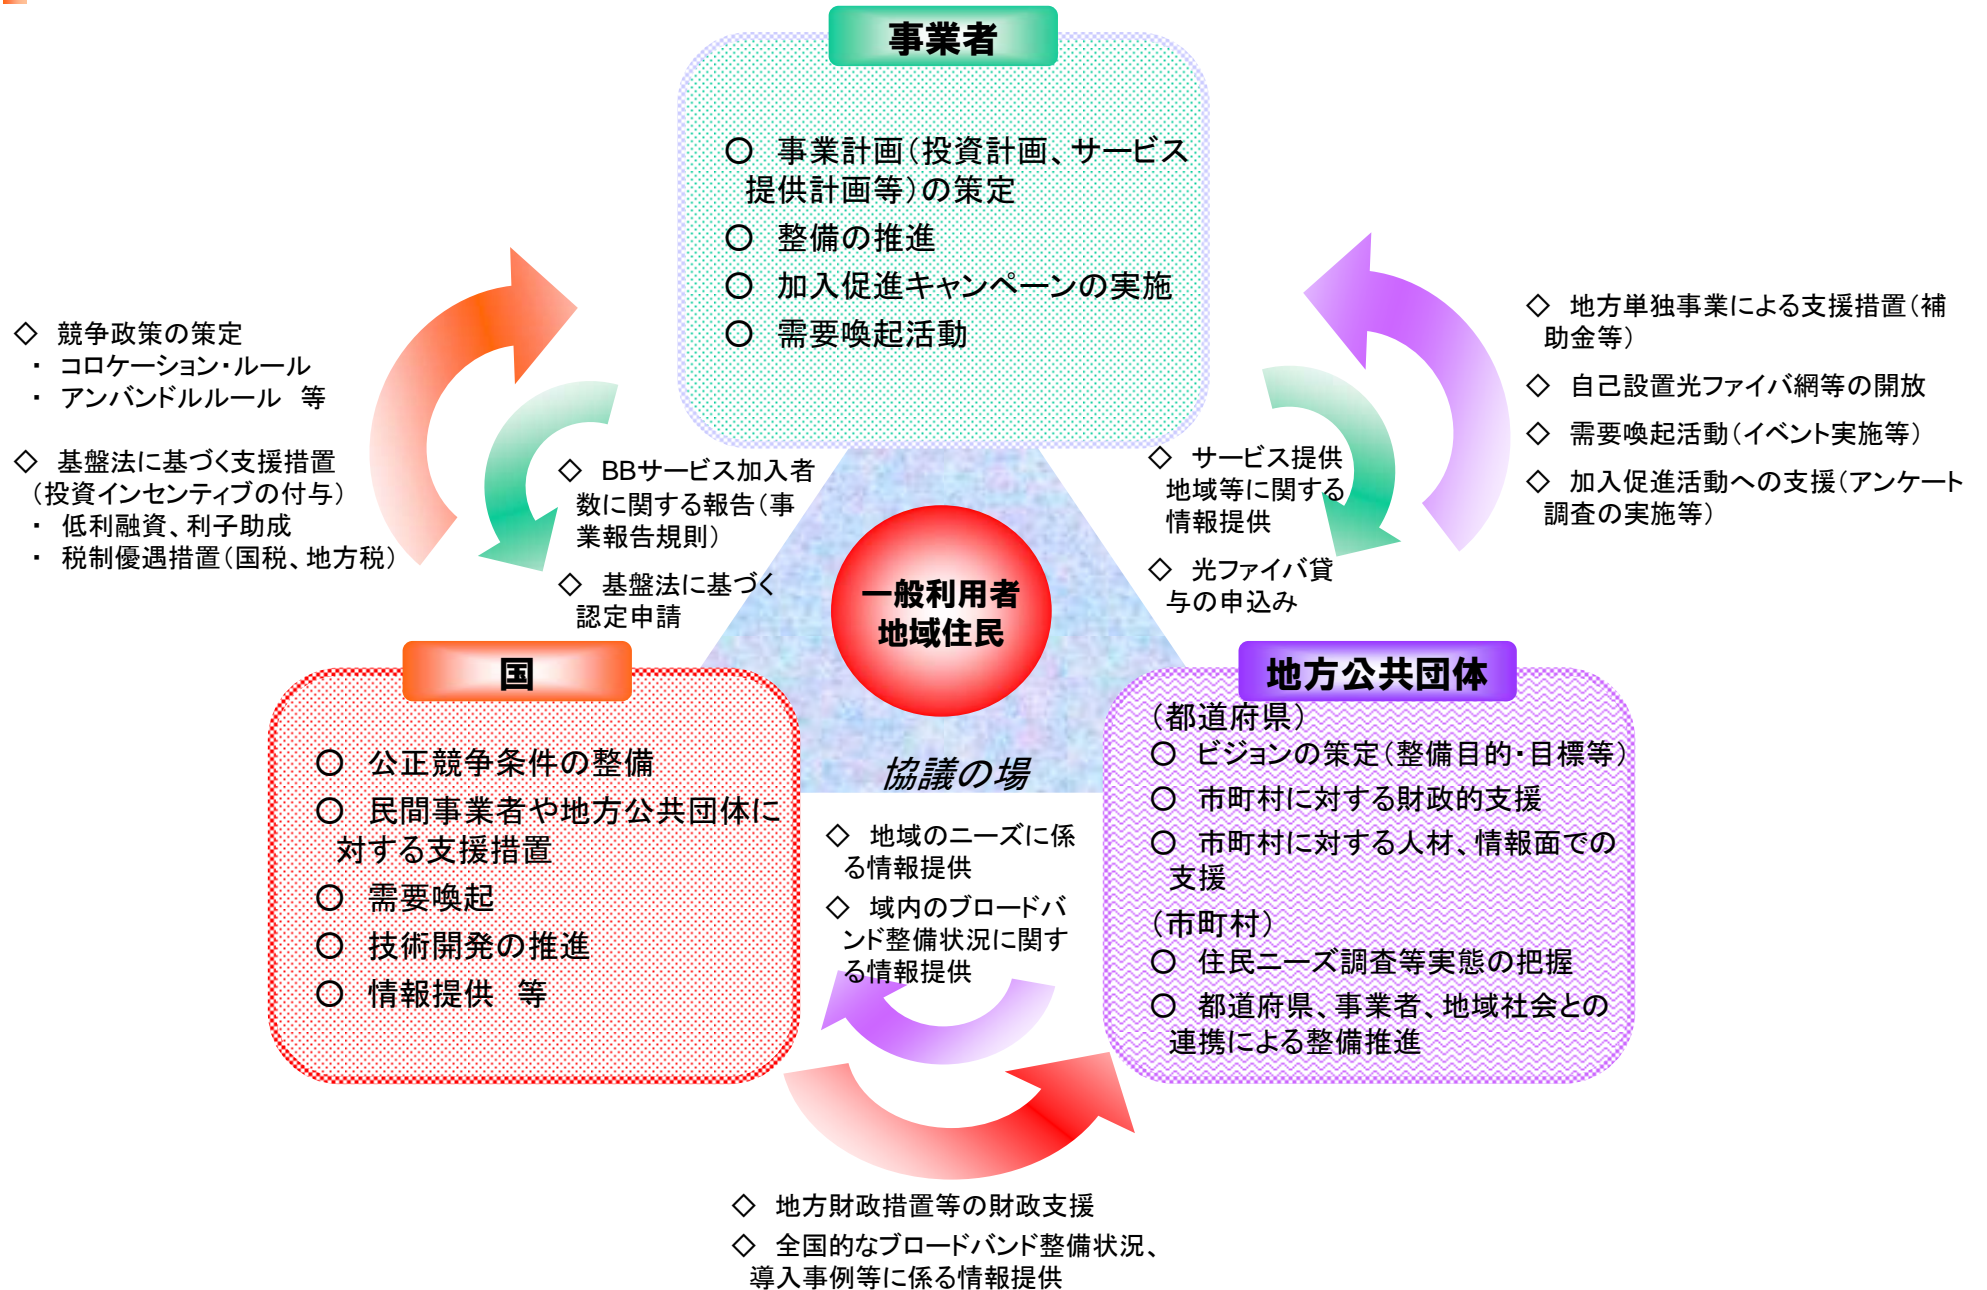 事業者
○ 事業計画(投資計画、サービス
提供計画等)の策定
○ 整備の推進
○ 加入促進キャンペーンの実施
○ 需要喚起活動
◇ 競争政策の策定
・ コロケーション・ルール
・ アンバンドルルール 等
◇ 基盤法に基づく支援措置
(投資インセンティブの付与)
・ 低利融資、利子助成
・ 税制優遇措置(国税、地方税)
◇ BBサービス加入者
数に関する報告(事
業報告規則)
◇ 基盤法に基づく
認定申請
◇ サービス提供
地域等に関する
情報提供
◇ 光ファイバ貸
与の申込み
◇ 地方単独事業による支援措置(補
助金等)
◇ 自己設置光ファイバ網等の開放
◇ 需要喚起活動(イベント実施等)
◇ 加入促進活動への支援(アンケート
調査の実施等)
一般利用者
地域住民
協議の場
国
○ 公正競争条件の整備
○ 民間事業者や地方公共団体に
対する支援措置
○ 需要喚起
○ 技術開発の推進
○ 情報提供 等
◇ 地域のニーズに係
る情報提供
◇ 域内のブロードバ
ンド整備状況に関す
る情報提供
地方公共団体
(都道府県)
○ ビジョンの策定(整備目的・目標等)
○ 市町村に対する財政的支援
○ 市町村に対する人材、情報面での
支援
(市町村)
○ 住民ニーズ調査等実態の把握
○ 都道府県、事業者、地域社会との
連携による整備推進
◇ 地方財政措置等の財政支援
◇ 全国的なブロードバンド整備状況、
導入事例等に係る情報提供